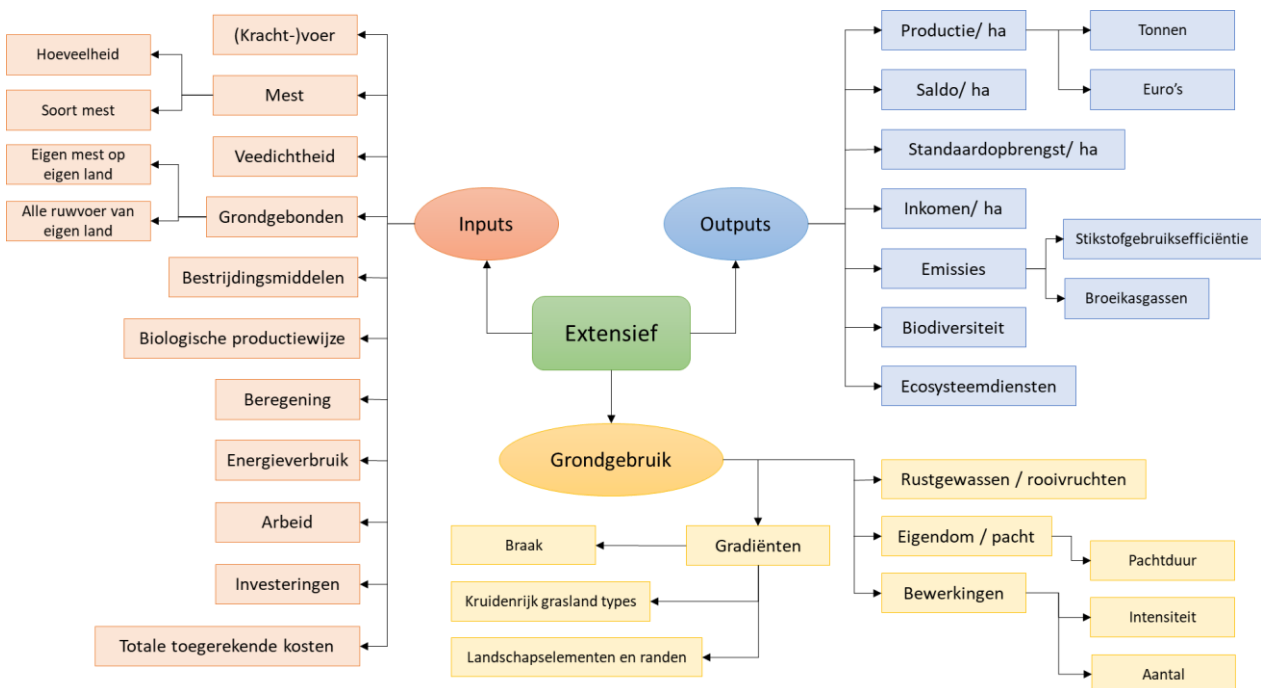 (Kracht-)voer
Hoeveelheid
Mest
Soort mest
Veedichtheid
Eigen mest op
eigen land
Grondgebonden
Alle ruwvoer van
eigen land
Bestrijdingsmiddelen
Biologische productiewijze
Beregening
Energieverbruik
Arbeid
Investeringen
Totale toegerekende kosten
Inputs
Outputs
Extensief
Grondgebruik
Productie/ ha
Tonnen
Euro's
Saldo/ ha
Standaardopbrengst/ ha
Inkomen/ ha
Emissies
Stikstofgebruiksefficiëntie
Broeikasgassen
Biodiversiteit
Ecosysteemdiensten
Gradiënten
Braak
Kruidenrijk grasland types
Landschapselementen en randen
Rustgewassen / rooivruchten
Eigendom / pacht
Pachtduur
Bewerkingen
Intensiteit
Aantal